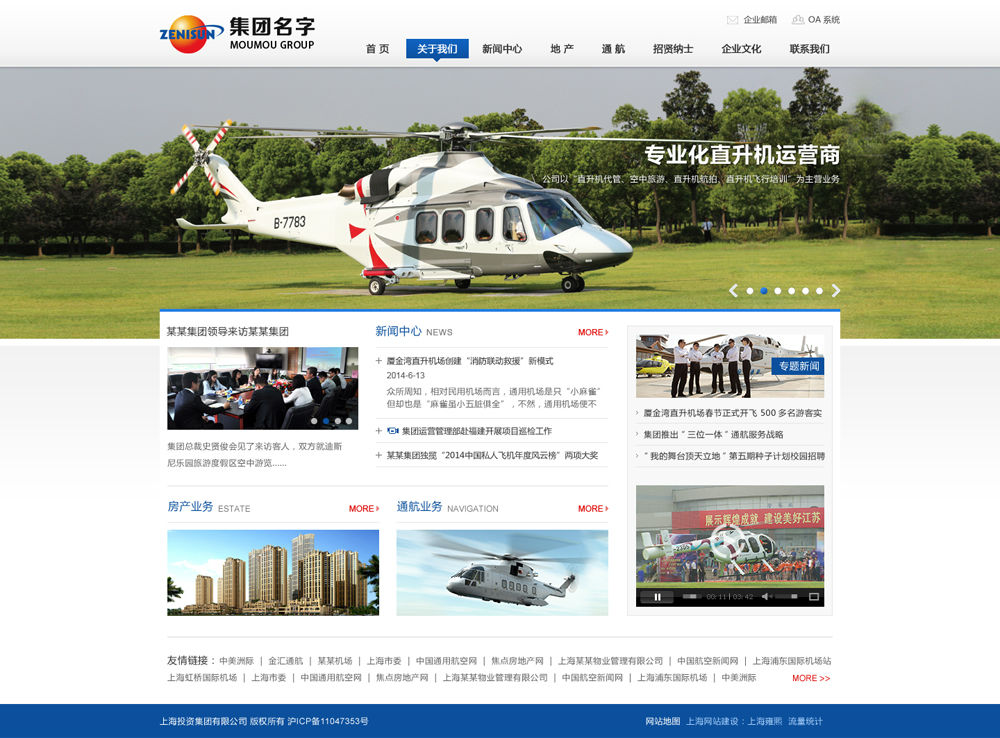 ZENISUN
集团名字
MOUMOU GROUP
企业邮箱 OA 系统
首 页 关于我们 新闻中心 地 产 通 航 招贤纳士 企业文化 联系我们
专业化直升机运营商
公司以“直升机代管、空中旅游、直升机航拍、直升机飞行培训”为主营业务
B-7783
某某集团领导来访某某集团
集团总裁史贤俊会见了来访客人，双方就迪斯
尼乐园旅游度假区空中游览......
新闻中心 NEWS MORE
厦金湾直升机场创建“消防联动救援”新模式
2014-6-13
众所周知，相对民用机场而言，通用机场是只“小麻雀”
但却也是“麻雀虽小五脏俱全”，不然，通用机场便不
集团运营管理部赴福建开展项目巡检工作
某某集团独揽“2014中国私人飞机年度风云榜”两项大奖
专题新闻
厦金湾直升机场春节正式开飞 500 多名游客实
集团推出＂三位一体＂通航服务战略
＂我的舞台顶天立地＂第五期种子计划校园招聘
房产业务 ESTATE MORE
通航业务 NAVIGATION MORE
展示辉煌成就 建设美好江苏
00:11 | 03:42
友情链接： 中美洲际 | 金汇通航 | 某某机场 | 上海市委 | 中国通用航空网 | 焦点房地产网 | 上海某某物业管理有限公司 | 中国航空新闻网 | 上海浦东国际机场站
上海虹桥国际机场 | 上海市委 | 中国通用航空网 | 焦点房地产网 | 上海某某物业管理有限公司 | 中国航空新闻网 | 上海浦东国际机场 | 中美洲际 MORE >>
上海投资集团有限公司 版权所有 沪ICP备11047353号
网站地图 上海网站建设：上海雍熙 流量统计